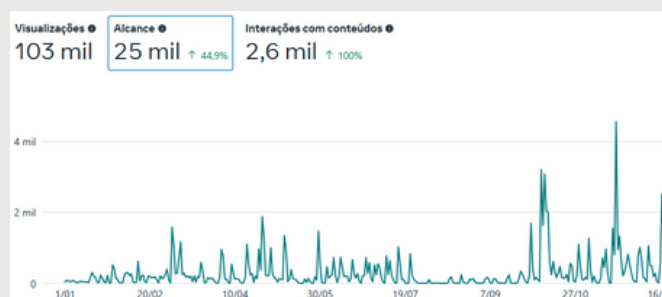 Visualizações Alcance Interações com conteúdos
103 mil 25 mil ↑ 44,9% 2,6 mil ↑ 100%
4 mil
2 mil
0
1/01 20/02 10/04 30/05 19/07 7/09 27/10 16